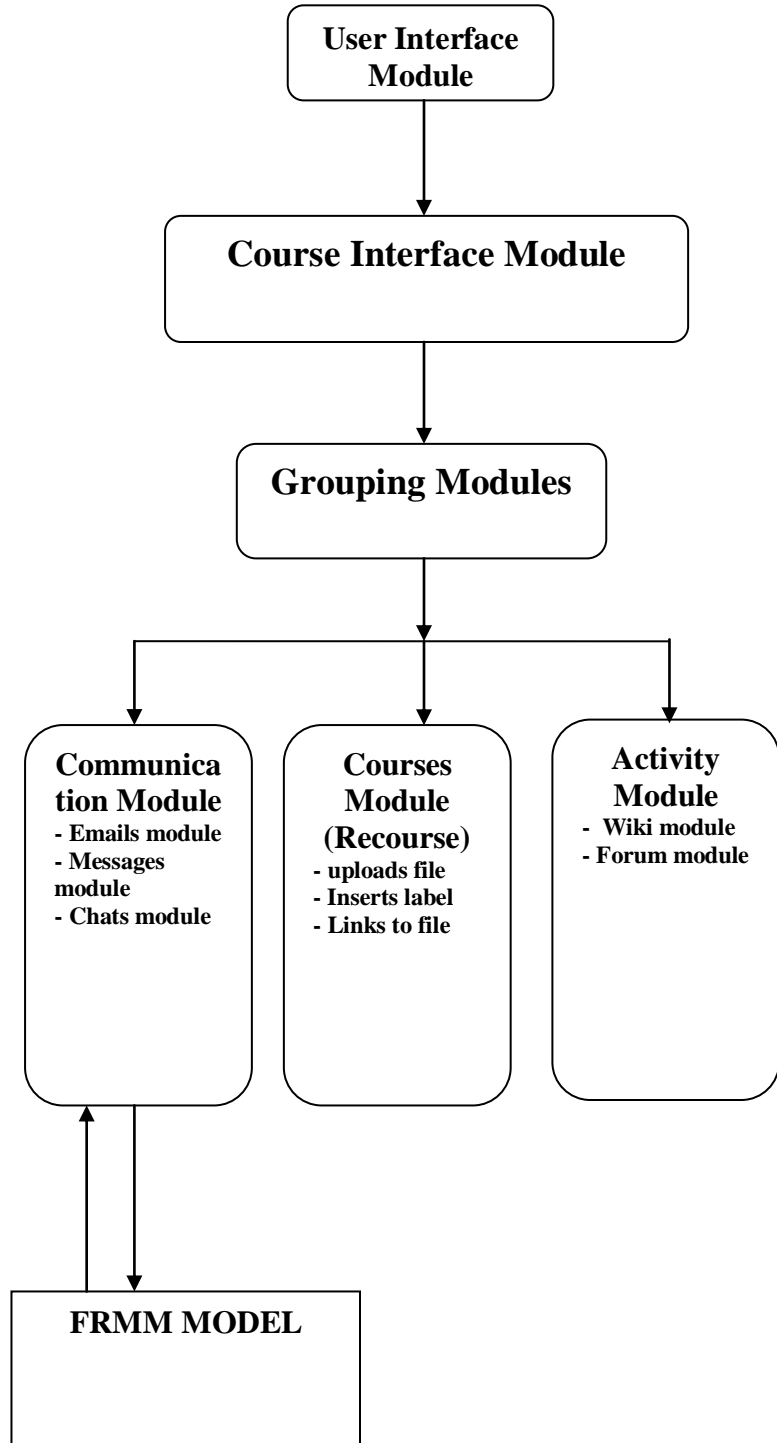 User Interface
Module
Course Interface Module
Grouping Modules
Communica
tion Module
- Emails module
- Messages
module
- Chats module
Courses
Module
(Recourse)
- uploads file
- Inserts label
- Links to file
Activity
Module
- Wiki module
- Forum module
FRMM MODEL